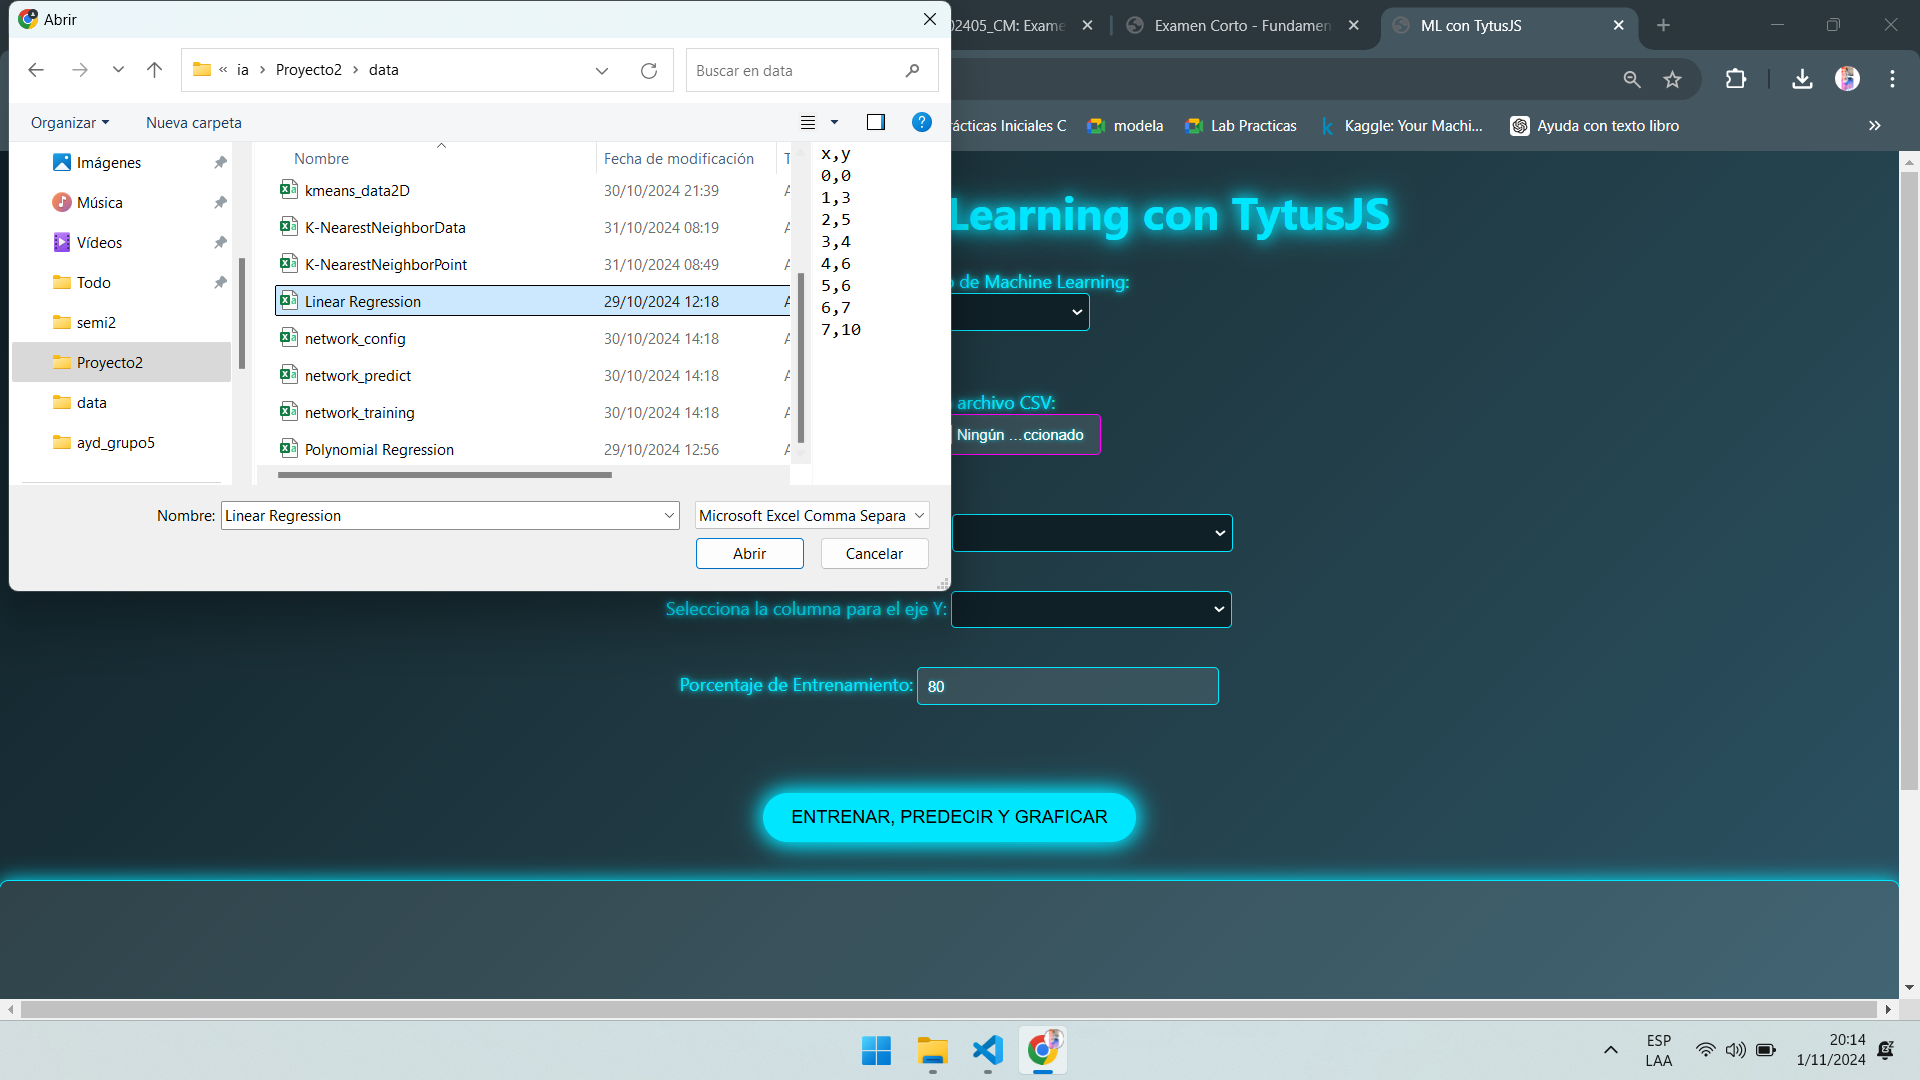 Abrir
02405_CM: Exame
Examen Corto - Fundamen
ML con TytusJS
« ia > Proyecto2 > data
Buscar en data
Organizar
Nueva carpeta
ácticas Iniciales C
modela
Lab Practicas
Kaggle: Your Machi...
Ayuda con texto libro
»
Imágenes
Música
Vídeos
Todo
semi2
Proyecto2
data
ayd_grupo5
Nombre Fecha de modificación T
kmeans_data2D 30/10/2024 21:39 A
K-NearestNeighborData 31/10/2024 08:19 A
K-NearestNeighborPoint 31/10/2024 08:49 A
Linear Regression 29/10/2024 12:18 A
network_config 30/10/2024 14:18 A
network_predict 30/10/2024 14:18 A
network_training 30/10/2024 14:18 A
Polynomial Regression 29/10/2024 12:56 A
x,y
0,0
1,3
2,5
3,4
4,6
5,6
6,7
7,10
Nombre: Linear Regression
Microsoft Excel Comma Separa
Abrir
Cancelar
Learning con TytusJS
de Machine Learning:
archivo CSV:
Ningún ...ccionado
Selecciona la columna para el eje Y:
Porcentaje de Entrenamiento: 80
ENTRENAR, PREDECIR Y GRAFICAR
ESP
LAA
20:14
1/11/2024